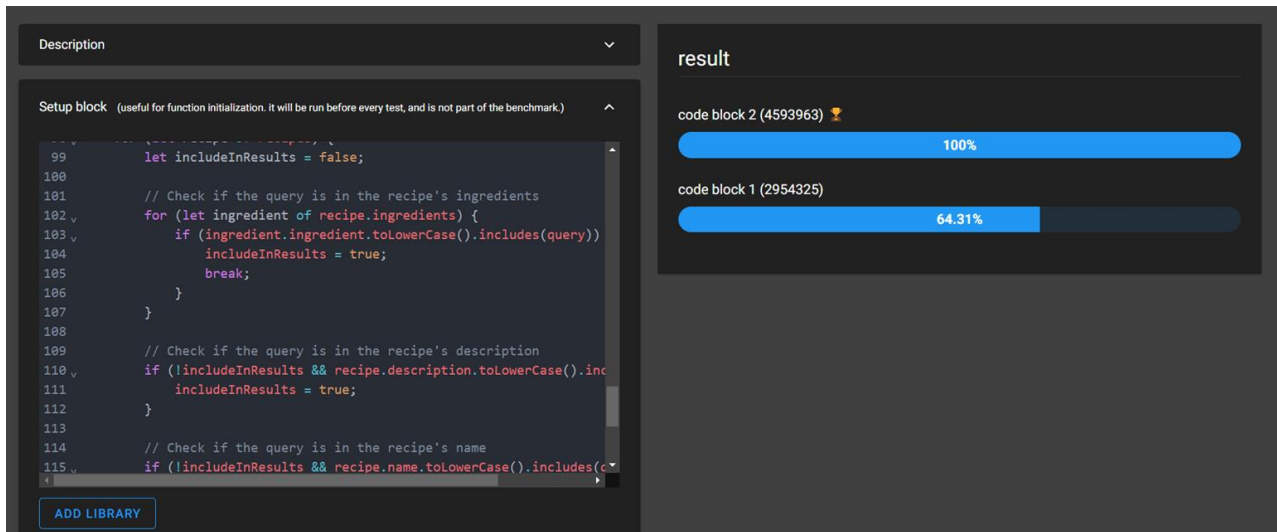 Description
Setup block (useful for function initialization. it will be run before every test, and is not part of the benchmark.)
99 let includeInResults = false;
100
101 // Check if the query is in the recipe's ingredients
102 for (let ingredient of recipe.ingredients) {
103 if (ingredient.ingredient.toLowerCase().includes(query))
104 includeInResults = true;
105 break;
106 }
107 }
108
109 // Check if the query is in the recipe's description
110 if (!includeInResults && recipe.description.toLowerCase().inc
111 includeInResults = true;
112 }
113
114 // Check if the query is in the recipe's name
115 if (!includeInResults && recipe.name.toLowerCase().includes(
ADD LIBRARY
result
code block 2 (4593963) 🏆
100%
code block 1 (2954325)
64.31%